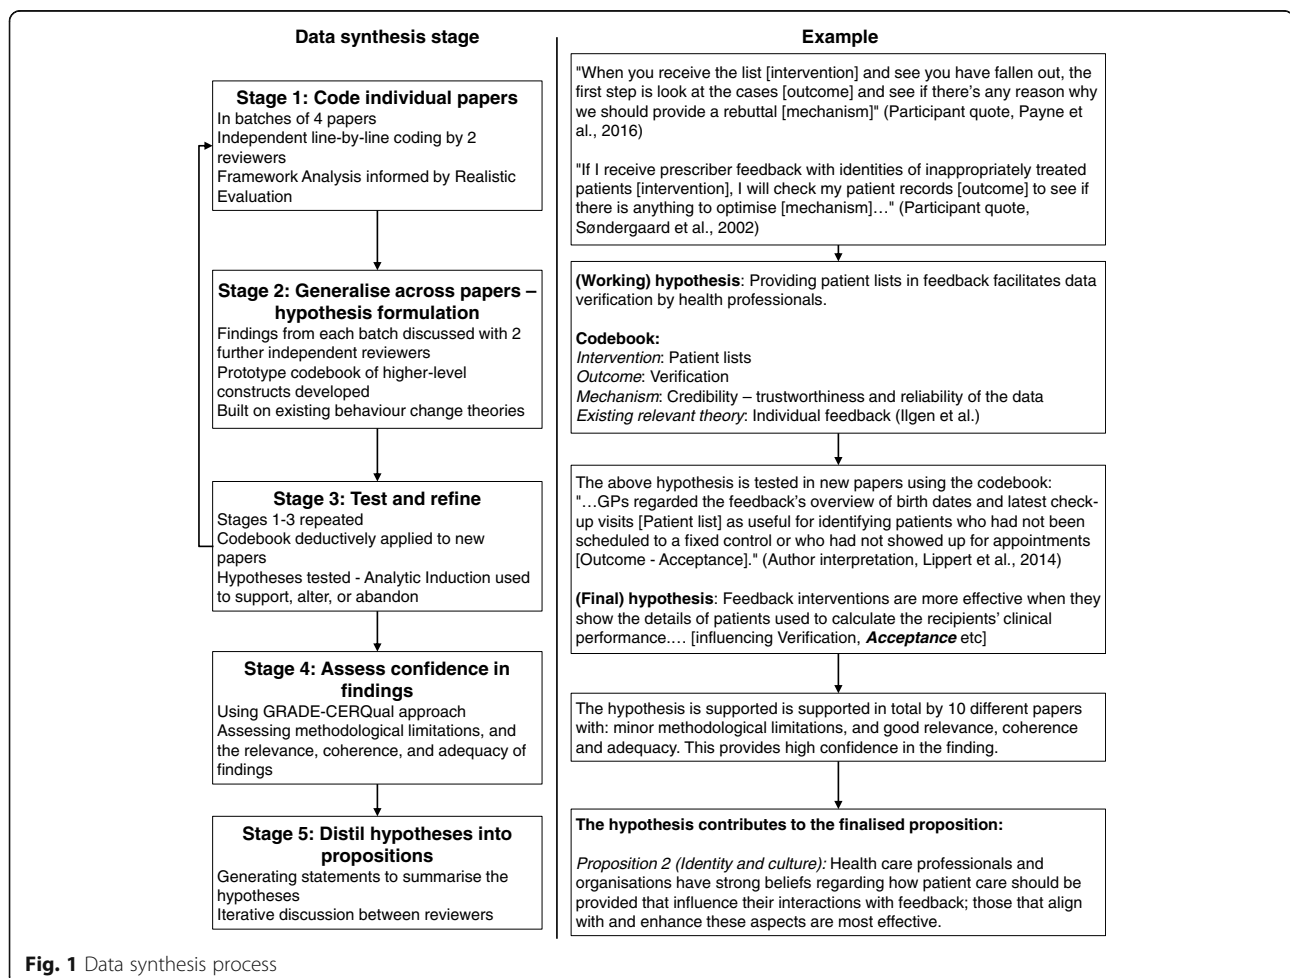 Data synthesis stage
Stage 1: Code individual papers
In batches of 4 papers
Independent line-by-line coding by 2
reviewers
Framework Analysis informed by Realistic
Evaluation
Stage 2: Generalise across papers –
hypothesis formulation
Findings from each batch discussed with 2
further independent reviewers
Prototype codebook of higher-level
constructs developed
Built on existing behaviour change theories
Stage 3: Test and refine
Stages 1-3 repeated
Codebook deductively applied to new
papers
Hypotheses tested - Analytic Induction used
to support, alter, or abandon
Stage 4: Assess confidence in
findings
Using GRADE-CERQual approach
Assessing methodological limitations, and
the relevance, coherence, and adequacy of
findings
Stage 5: Distil hypotheses into
propositions
Generating statements to summarise the
hypotheses
Iterative discussion between reviewers
Example
"When you receive the list [intervention] and see you have fallen out, the
first step is look at the cases [outcome] and see if there's any reason why
we should provide a rebuttal [mechanism]" (Participant quote, Payne et
al., 2016)
"If I receive prescriber feedback with identities of inappropriately treated
patients [intervention], I will check my patient records [outcome] to see if
there is anything to optimise [mechanism]…" (Participant quote,
Søndergaard et al., 2002)
(Working) hypothesis: Providing patient lists in feedback facilitates data
verification by health professionals.
Codebook:
Intervention: Patient lists
Outcome: Verification
Mechanism: Credibility – trustworthiness and reliability of the data
Existing relevant theory: Individual feedback (Ilgen et al.)
The above hypothesis is tested in new papers using the codebook:
"…GPs regarded the feedback's overview of birth dates and latest check-
up visits [Patient list] as useful for identifying patients who had not been
scheduled to a fixed control or who had not showed up for appointments
[Outcome - Acceptance]." (Author interpretation, Lippert et al., 2014)
(Final) hypothesis: Feedback interventions are more effective when they
show the details of patients used to calculate the recipients' clinical
performance.… [influencing Verification, Acceptance etc]
The hypothesis is supported is supported in total by 10 different papers
with: minor methodological limitations, and good relevance, coherence
and adequacy. This provides high confidence in the finding.
The hypothesis contributes to the finalised proposition:
Proposition 2 (Identity and culture): Health care professionals and
organisations have strong beliefs regarding how patient care should be
provided that influence their interactions with feedback; those that align
with and enhance these aspects are most effective.
Fig. 1 Data synthesis process